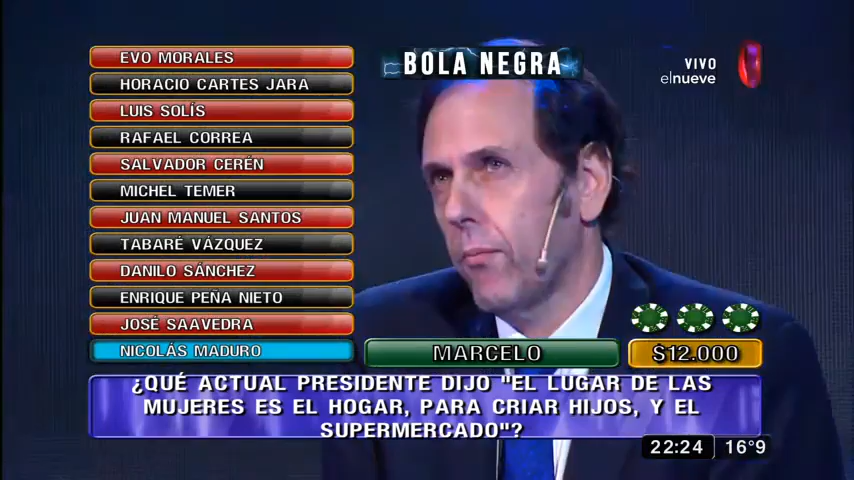 EVO MORALES
HORACIO CARTES JARA
LUIS SOLÍS
RAFAEL CORREA
SALVADOR CERÉN
MICHEL TEMER
JUAN MANUEL SANTOS
TABARÉ VÁZQUEZ
DANILO SÁNCHEZ
ENRIQUE PEÑA NIETO
JOSÉ SAAVEDRA
NICOLÁS MADURO
BOLA NEGRA
VIVO
elnueve
MARCELO
$12.000
¿QUÉ ACTUAL PRESIDENTE DIJO "EL LUGAR DE LAS
MUJERES ES EL HOGAR, PARA CRIAR HIJOS, Y EL
SUPERMERCADO"?
22:24 16°9